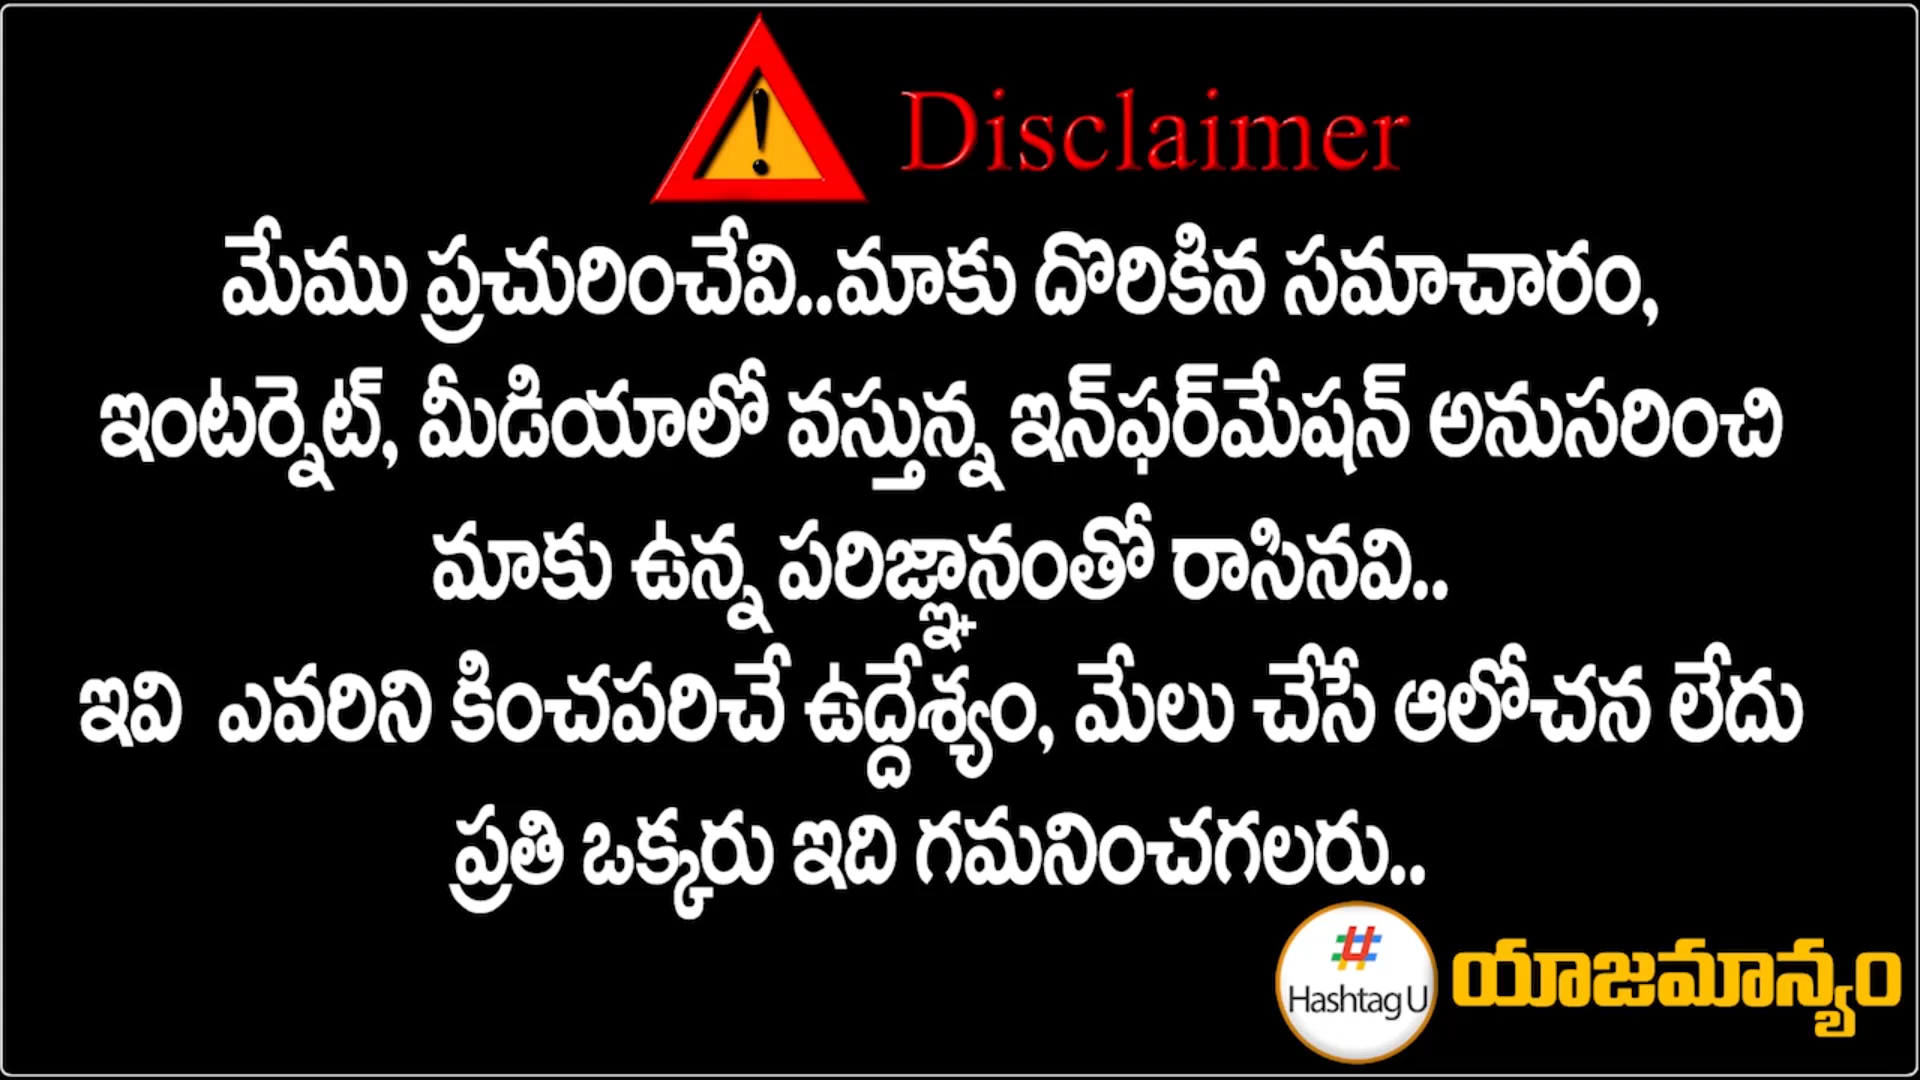 Disclaimer
మేము ప్రచురించేవి..మాకు దొరికిన సమాచారం,
ఇంటర్నెట్, మీడియాలో వస్తున్న ఇన్‌ఫర్‌మేషన్ అనుసరించి
మాకు ఉన్న పరిజ్ఞానంతో రాసినవి..
ఇవి ఎవరిని కించపరిచే ఉద్దేశ్యం, మేలు చేసే ఆలోచన లేదు
ప్రతి ఒక్కరు ఇది గమనించగలరు..
# Hashtag U యాజమాన్యం